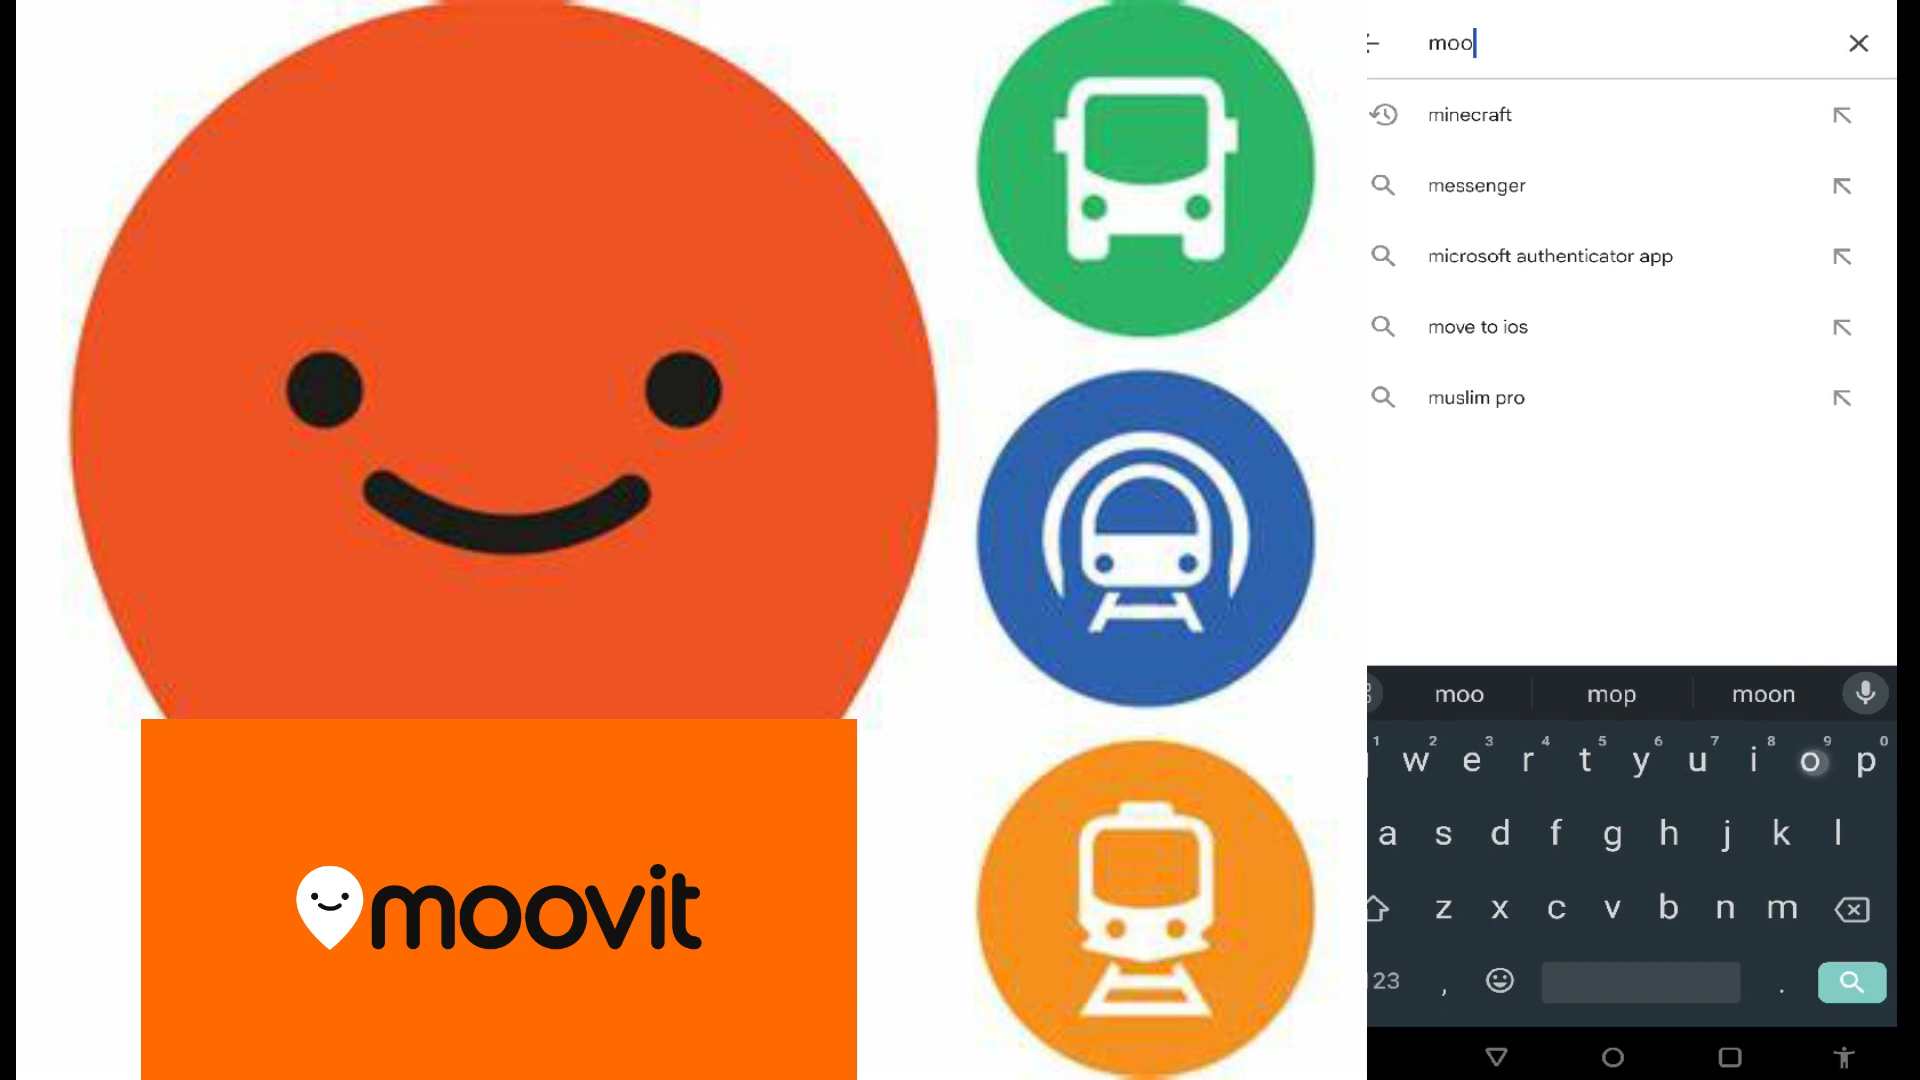 moovit
moo
minecraft
messenger
microsoft authenticator app
move to ios
muslim pro
moo mop moon
1 2 3 4 5 6 7 8 9 0
w e r t y u i o p
a s d f g h j k l
z x c v b n m
123 , .